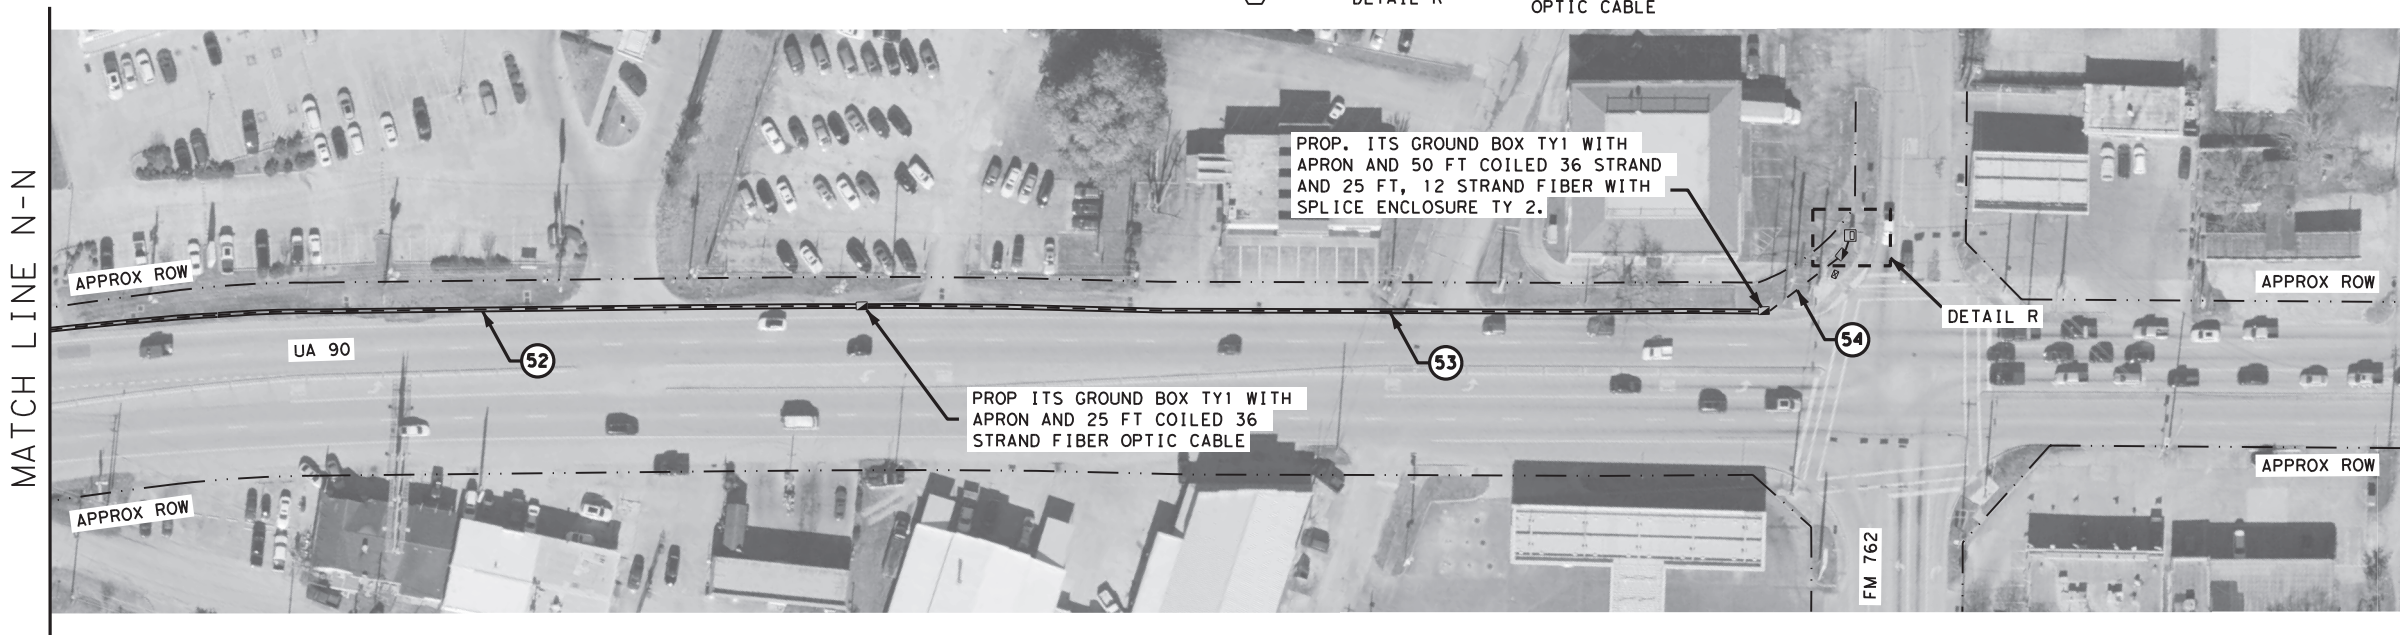 DETAIL R
OPTIC CABLE
MATCH LINE N-N
PROP. ITS GROUND BOX TY1 WITH
APRON AND 50 FT COILED 36 STRAND
AND 25 FT, 12 STRAND FIBER WITH
SPLICE ENCLOSURE TY 2.
APPROX ROW
APPROX ROW
DETAIL R
UA 90
52
53
54
PROP ITS GROUND BOX TY1 WITH
APRON AND 25 FT COILED 36
STRAND FIBER OPTIC CABLE
APPROX ROW
APPROX ROW
FM 762